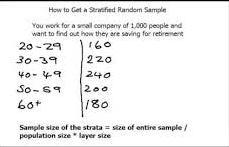 How to Get a Stratified Random Sample
You work for a small company of 1,000 people and
want to find out how they are saving for retirement
20-29 160
30-39 220
40-49 240
50-59 200
60+ 180
Sample size of the strata = size of entire sample /
population size * layer size